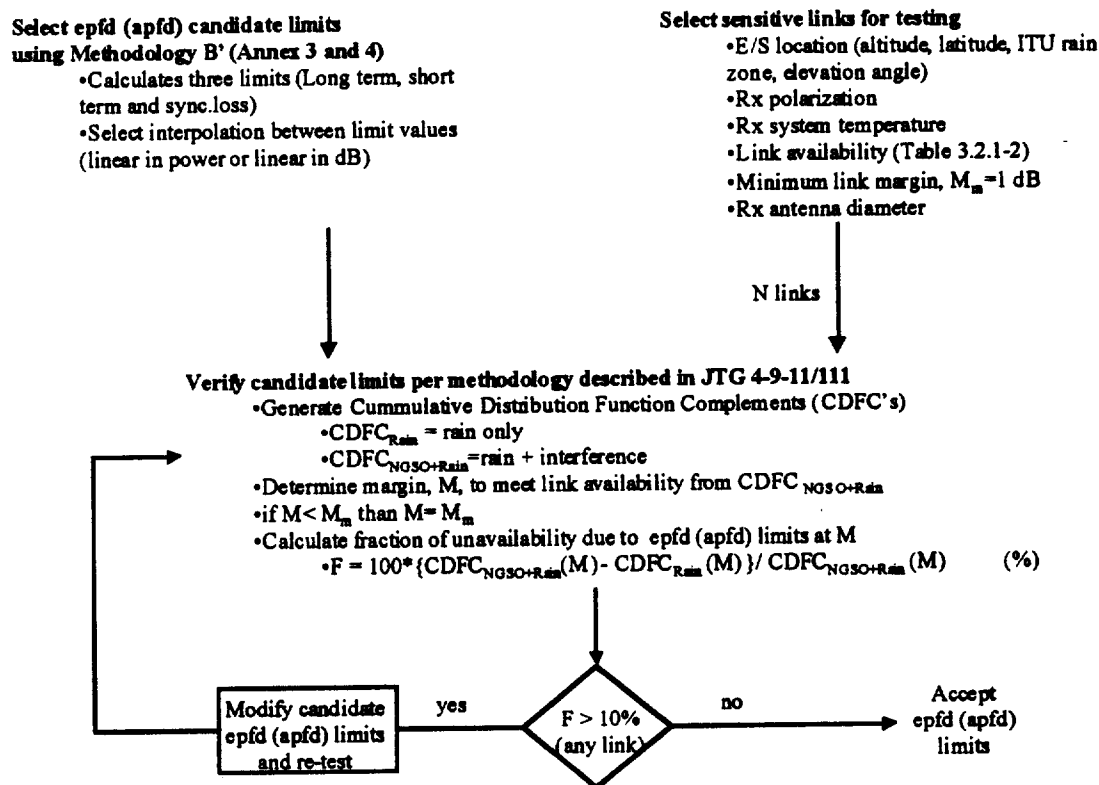 Select epfd (apfd) candidate limits
using Methodology B' (Annex 3 and 4)
•Calculates three limits (Long term, short
term and sync.loss)
•Select interpolation between limit values
(linear in power or linear in dB)
Select sensitive links for testing
•E/S location (altitude, latitude, ITU rain
zone, elevation angle)
•Rx polarization
•Rx system temperature
•Link availability (Table 3.2.1-2)
•Minimum link margin, Mm=1 dB
•Rx antenna diameter
N links
Verify candidate limits per methodology described in JTG 4-9-11/111
•Generate Cummulative Distribution Function Complements (CDFC's)
•CDFCRain = rain only
•CDFCNGSO+Rain=rain + interference
•Determine margin, M, to meet link availability from CDFC NGSO+Rain
•if M< Mm than M= Mm
•Calculate fraction of unavailability due to epfd (apfd) limits at M
•F = 100*{CDFCNGSO+Rain(M)- CDFCRain (M)}/ CDFCNGSO+Rain (M) (%)
Modify candidate
epfd (apfd) limits
and re-test
yes
F > 10%
(any link)
no
Accept
epfd (apfd)
limits